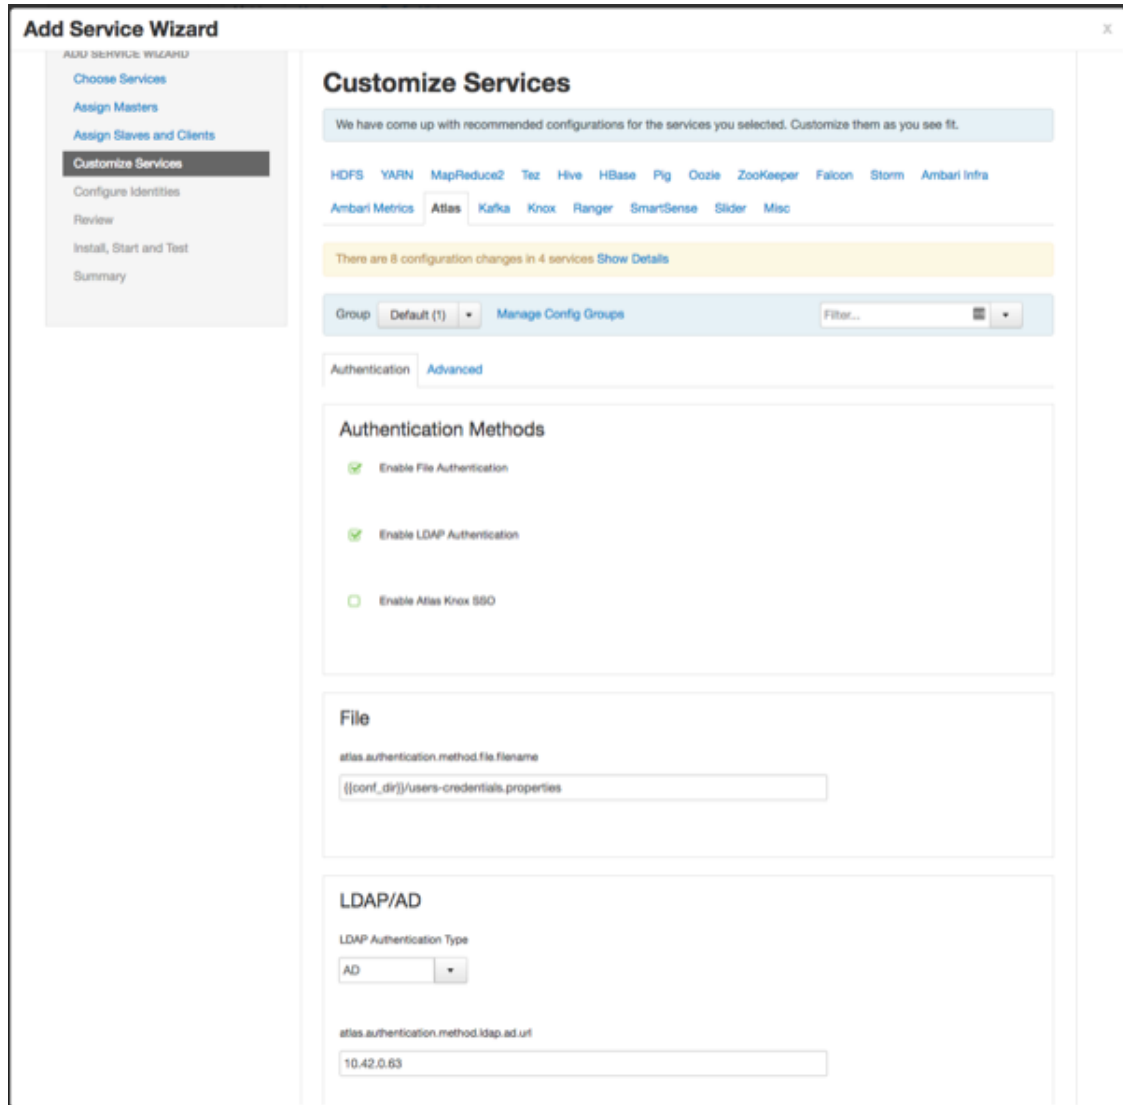 Add Service Wizard
x
ADD SERVICE WIZARD
Choose Services
Assign Masters
Assign Slaves and Clients
Customize Services
Configure Identities
Review
Install, Start and Test
Summary
Customize Services
We have come up with recommended configurations for the services you selected. Customize them as you see fit.
HDFS YARN MapReduce2 Tez Hive HBase Pig Oozie ZooKeeper Falcon Storm Ambari Infra
Ambari Metrics Atlas Kafka Knox Ranger SmartSense Slider Misc
There are 8 configuration changes in 4 services Show Details
Group Default (1) Manage Config Groups Filter...
Authentication Advanced
Authentication Methods
Enable File Authentication
Enable LDAP Authentication
Enable Atlas Knox SSO
File
atlas.authentication.method.file.filename
{{conf_dir}}/users-credentials.properties
LDAP/AD
LDAP Authentication Type
AD
atlas.authentication.method.ldap.ad.url
10.42.0.63